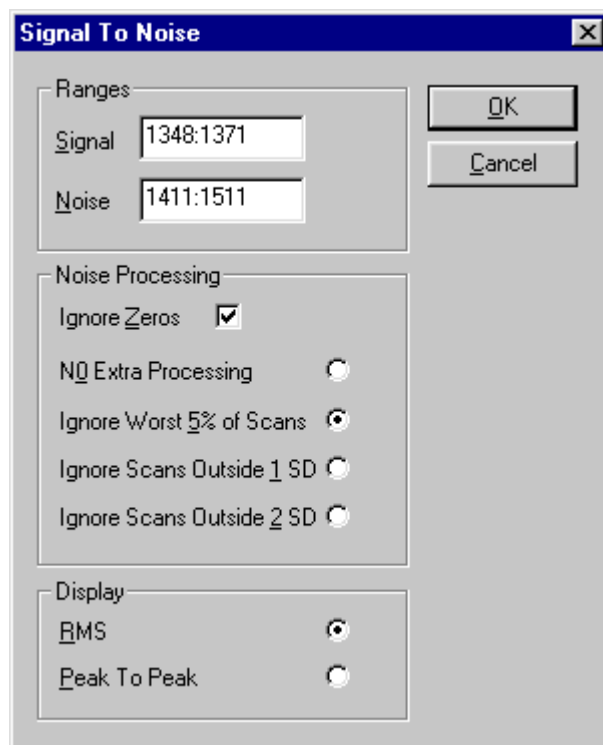 Signal To Noise
Ranges
Signal 1348:1371
Noise 1411:1511
OK
Cancel
Noise Processing
Ignore Zeros
N0 Extra Processing
Ignore Worst 5% of Scans
Ignore Scans Outside 1 SD
Ignore Scans Outside 2 SD
Display
RMS
Peak To Peak